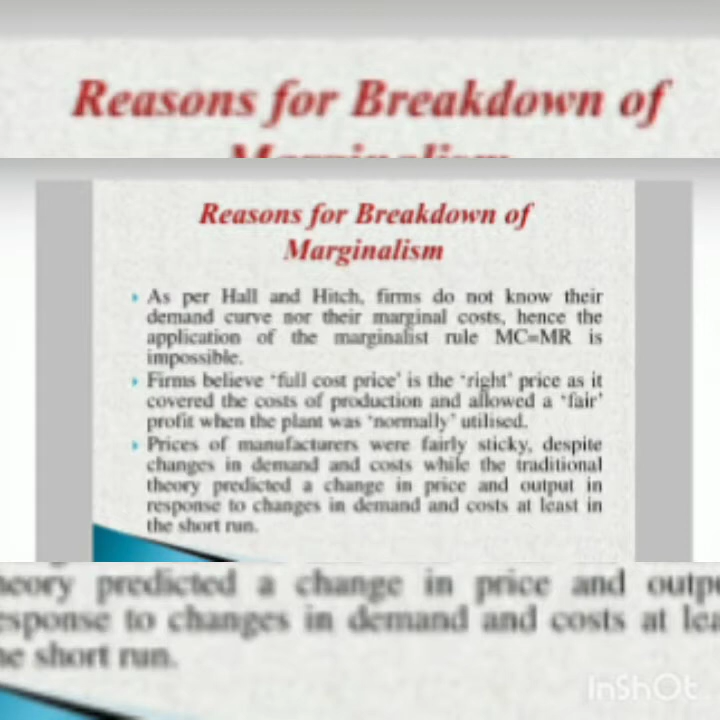 Reasons for Breakdown of
Reasons for Breakdown of
Marginalism
As per Hall and Hitch, firms do not know their
demand curve nor their marginal costs, hence the
application of the marginalist rule MC=MR is
impossible.
Firms believe 'full cost price' is the 'right' price as it
covered the costs of production and allowed a 'fair'
profit when the plant was 'normally' utilised.
Prices of manufacturers were fairly sticky, despite
changes in demand and costs while the traditional
theory predicted a change in price and output in
response to changes in demand and costs at least in
the short run.
eory predicted a change in price and outp
esponse to changes in demand and costs at lea
he short run.
InShOt